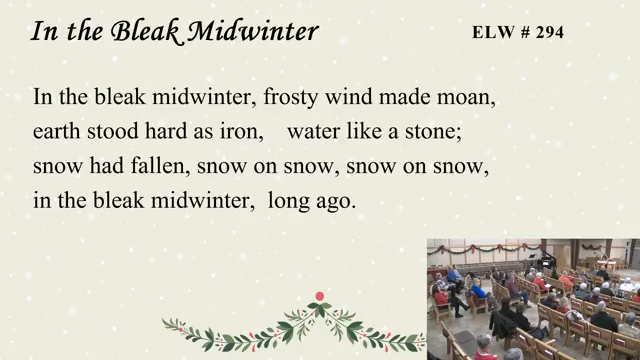 In the Bleak Midwinter
ELW # 294
In the bleak midwinter, frosty wind made moan,
earth stood hard as iron, water like a stone;
snow had fallen, snow on snow, snow on snow,
in the bleak midwinter, long ago.